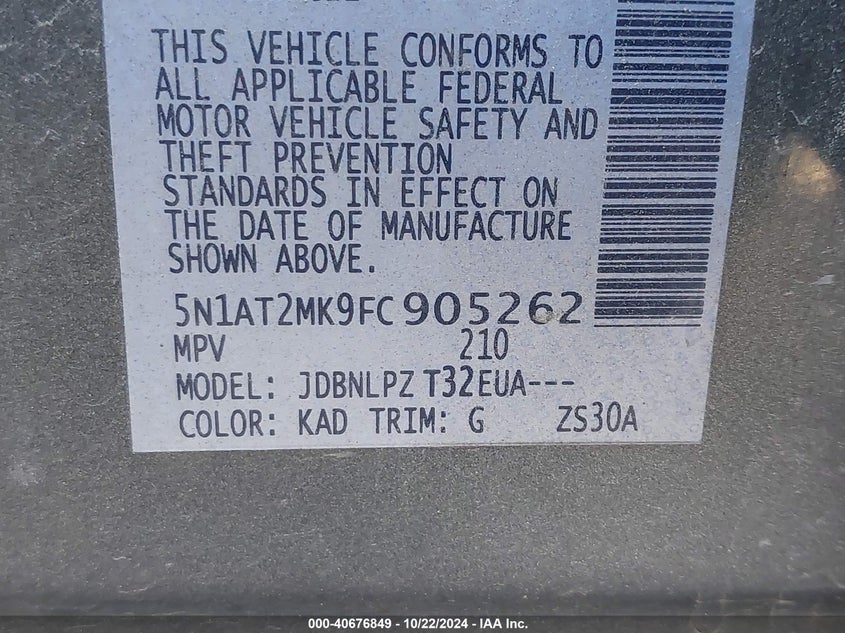 THIS VEHICLE CONFORMS TO
ALL APPLICABLE FEDERAL
MOTOR VEHICLE SAFETY AND
THEFT PREVENTION
STANDARDS IN EFFECT ON
THE DATE OF MANUFACTURE
SHOWN ABOVE.
5N1AT2MK9FC905262
MPV 210
MODEL: JDBNLPZ T32EUA---
COLOR: KAD TRIM: G ZS30A
000-40676849 - 10/22/2024 - IAA Inc.